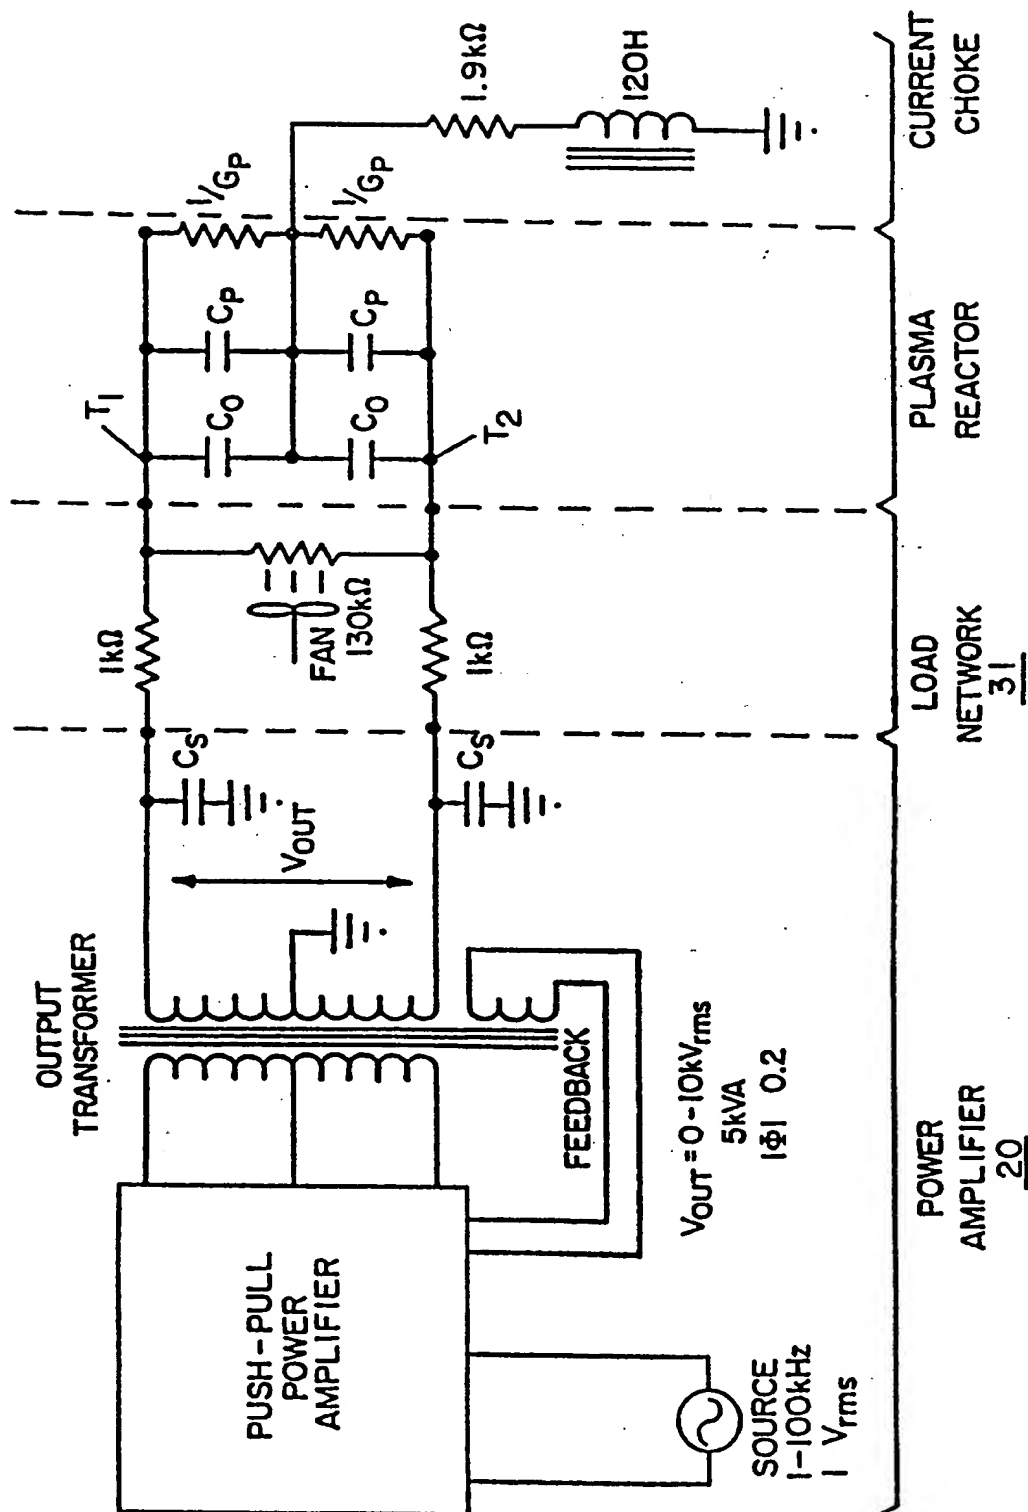 PUSH-PULL
POWER
AMPLIFIER
SOURCE
1-100kHz
1 Vrms
OUTPUT
TRANSFORMER
FEEDBACK
VOUT = 0-10kVrms
5kVA
|Φ| 0.2
VOUT
CS
CS
1kΩ
1kΩ
FAN
130kΩ
T1
T2
CO
CO
CP
CP
1/GP
1/GP
1.9kΩ
120H
POWER
AMPLIFIER
20
LOAD
NETWORK
31
PLASMA
REACTOR
CURRENT
CHOKE